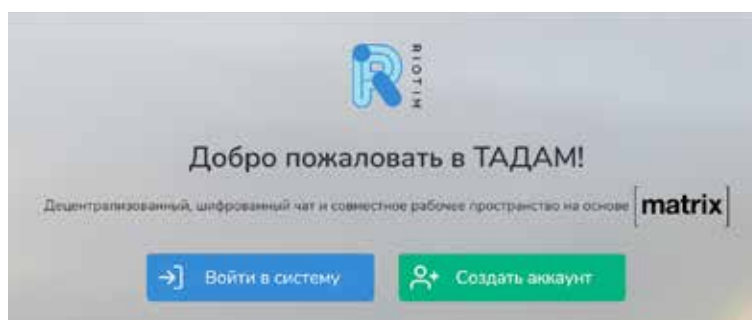 RIOTIM
Добро пожаловать в ТАДАМ!
Децентрализованный, шифрованный чат и совместное рабочее пространство на основе [matrix]
Войти в систему
Создать аккаунт